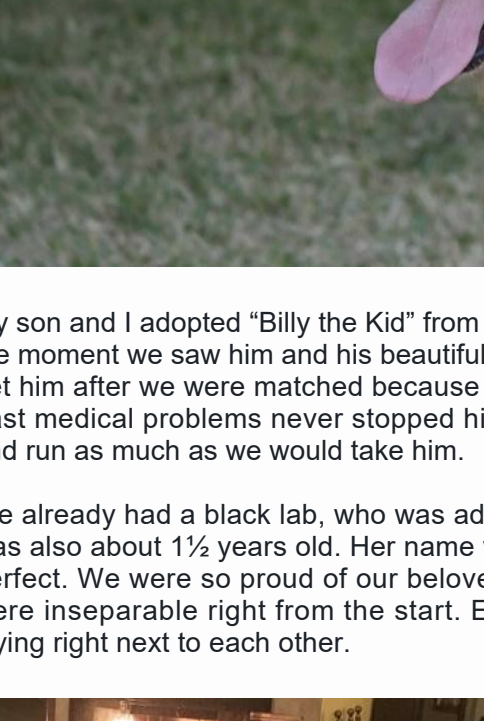 y son and I adopted “Billy the Kid” from
e moment we saw him and his beautiful
et him after we were matched because
ast medical problems never stopped hi
nd run as much as we would take him.
e already had a black lab, who was ad
as also about 1½ years old. Her name
erfect. We were so proud of our belove
ere inseparable right from the start. E
ying right next to each other.